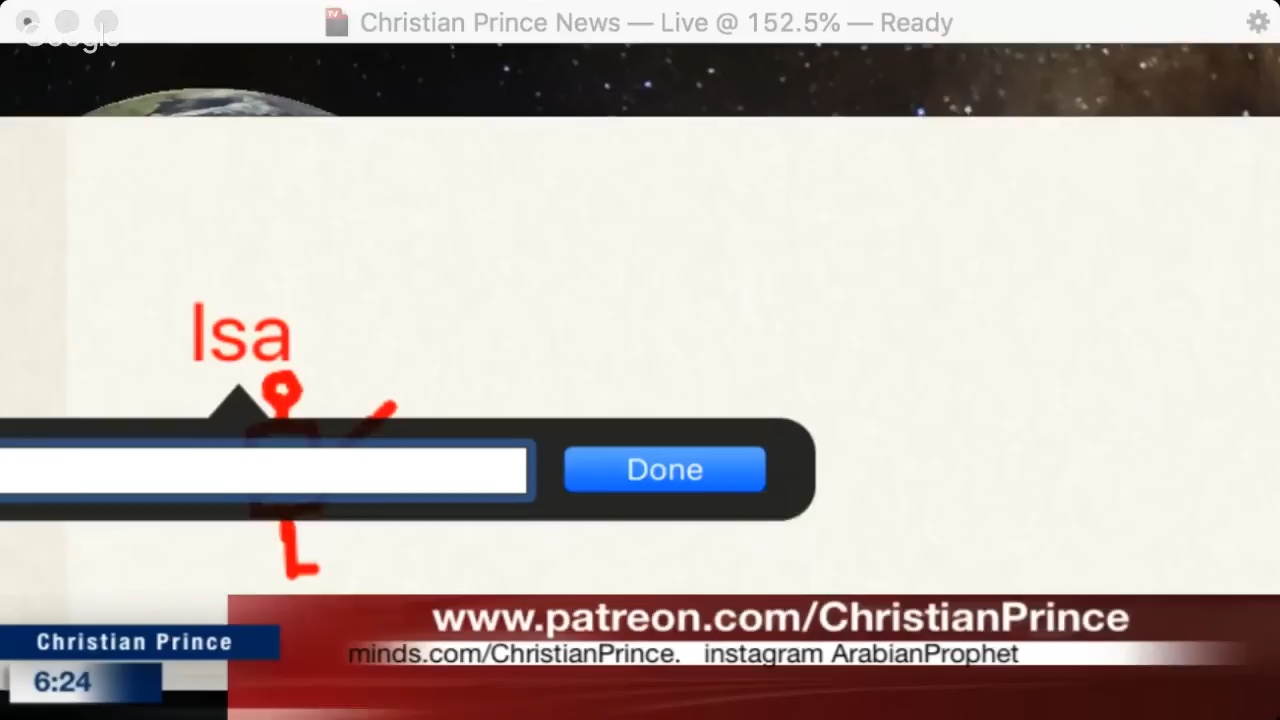 Christian Prince News — Live @ 152.5% — Ready
Google
Isa
Done
www.patreon.com/ChristianPrince
Christian Prince
minds.com/ChristianPrince. instagram ArabianProphet
6:24